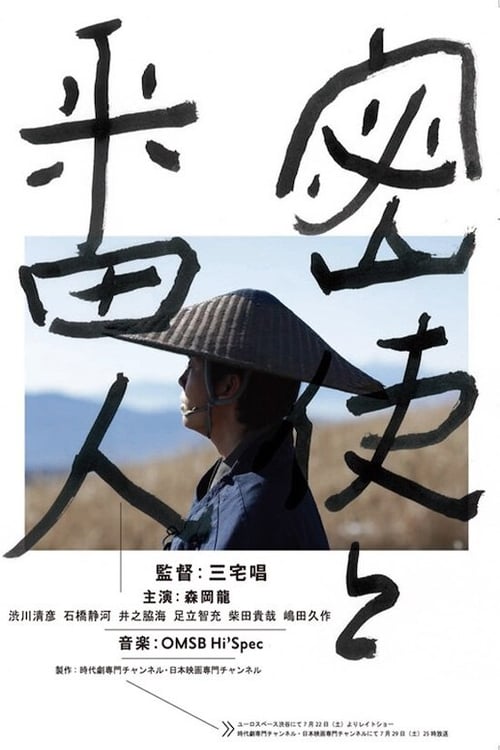 密使と
番人
監督：三宅唱
主演：森岡龍
渋川清彦 石橋静河 井之脇海 足立智充 柴田貴哉 嶋田久作
音楽：OMSB Hi'Spec
製作：時代劇専門チャンネル・日本映画専門チャンネル
ユーロスペース渋谷にて7月22日（土）よりレイトショー
時代劇専門チャンネル・日本映画専門チャンネルにて7月29日（土）25時放送